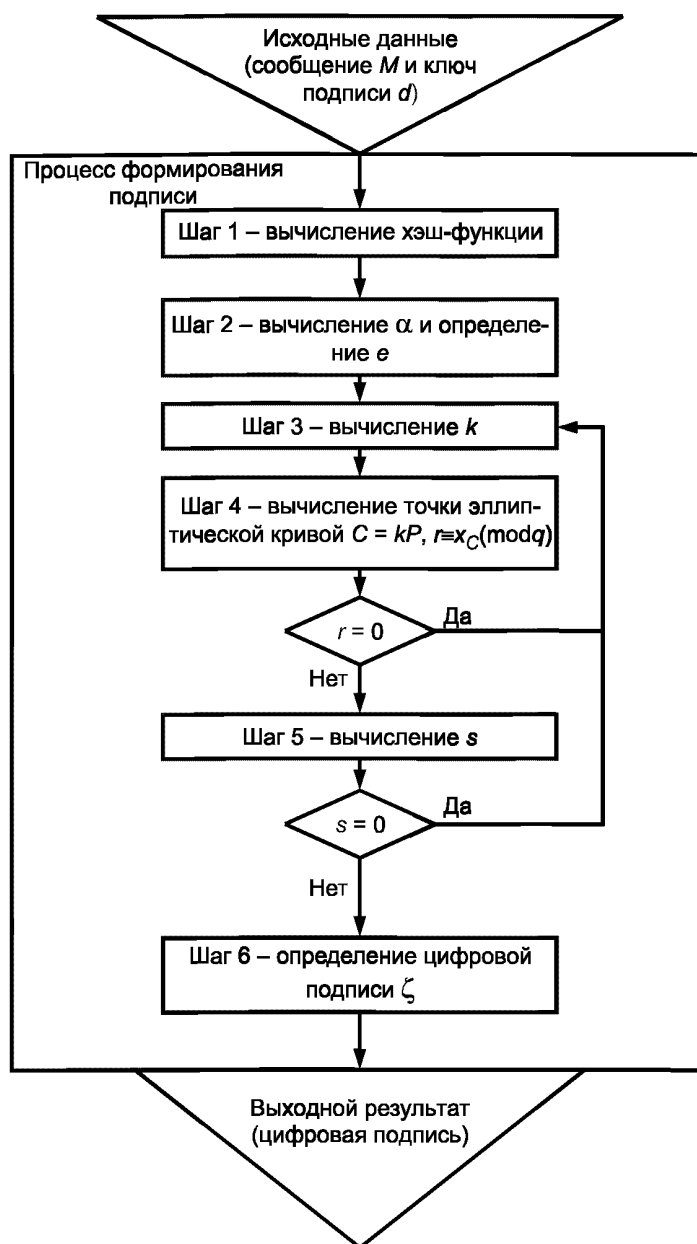 Исходные данные
(сообщение M и ключ
подписи d)
Процесс формирования
подписи
Шаг 1 – вычисление хэш-функции
Шаг 2 – вычисление α и определе-
ние e
Шаг 3 – вычисление k
Шаг 4 – вычисление точки эллип-
тической кривой C = kP, r≡x_C(modq)
r = 0
Да
Нет
Шаг 5 – вычисление s
s = 0
Да
Нет
Шаг 6 – определение цифровой
подписи ζ
Выходной результат
(цифровая подпись)